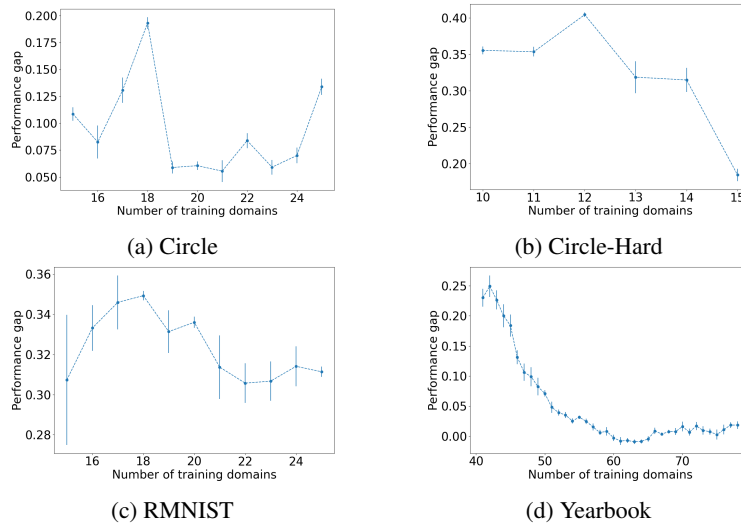 0.200
0.175
0.150
0.125
0.100
0.075
0.050
Performance gap
16 18 20 22 24
Number of training domains
(a) Circle
0.40
0.35
0.30
0.25
0.20
Performance gap
10 11 12 13 14 15
Number of training domains
(b) Circle-Hard
0.36
0.34
0.32
0.30
0.28
Performance gap
16 18 20 22 24
Number of training domains
(c) RMNIST
0.25
0.20
0.15
0.10
0.05
0.00
Performance gap
40 50 60 70
Number of training domains
(d) Yearbook